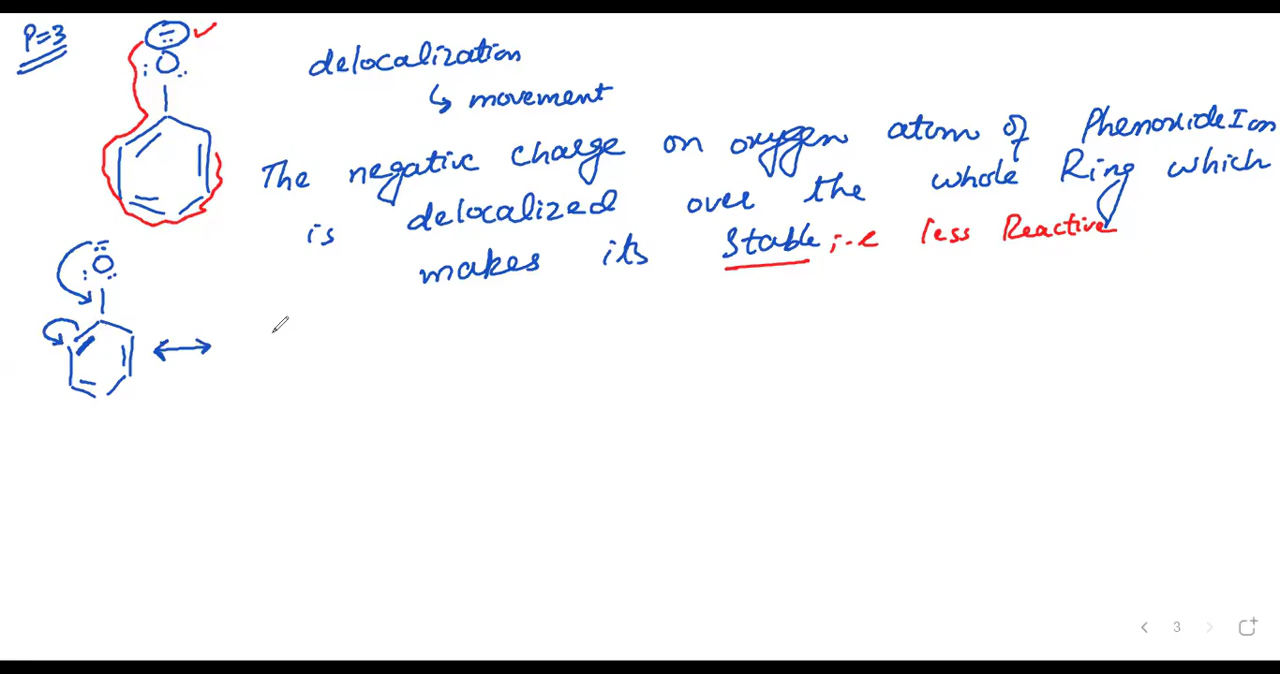 P=3
O
delocalization
↳ movement
The negative charge on oxygen atom of Phenoxide Ion
is delocalized over the whole Ring which
makes its Stable i.e less Reactive
O
3